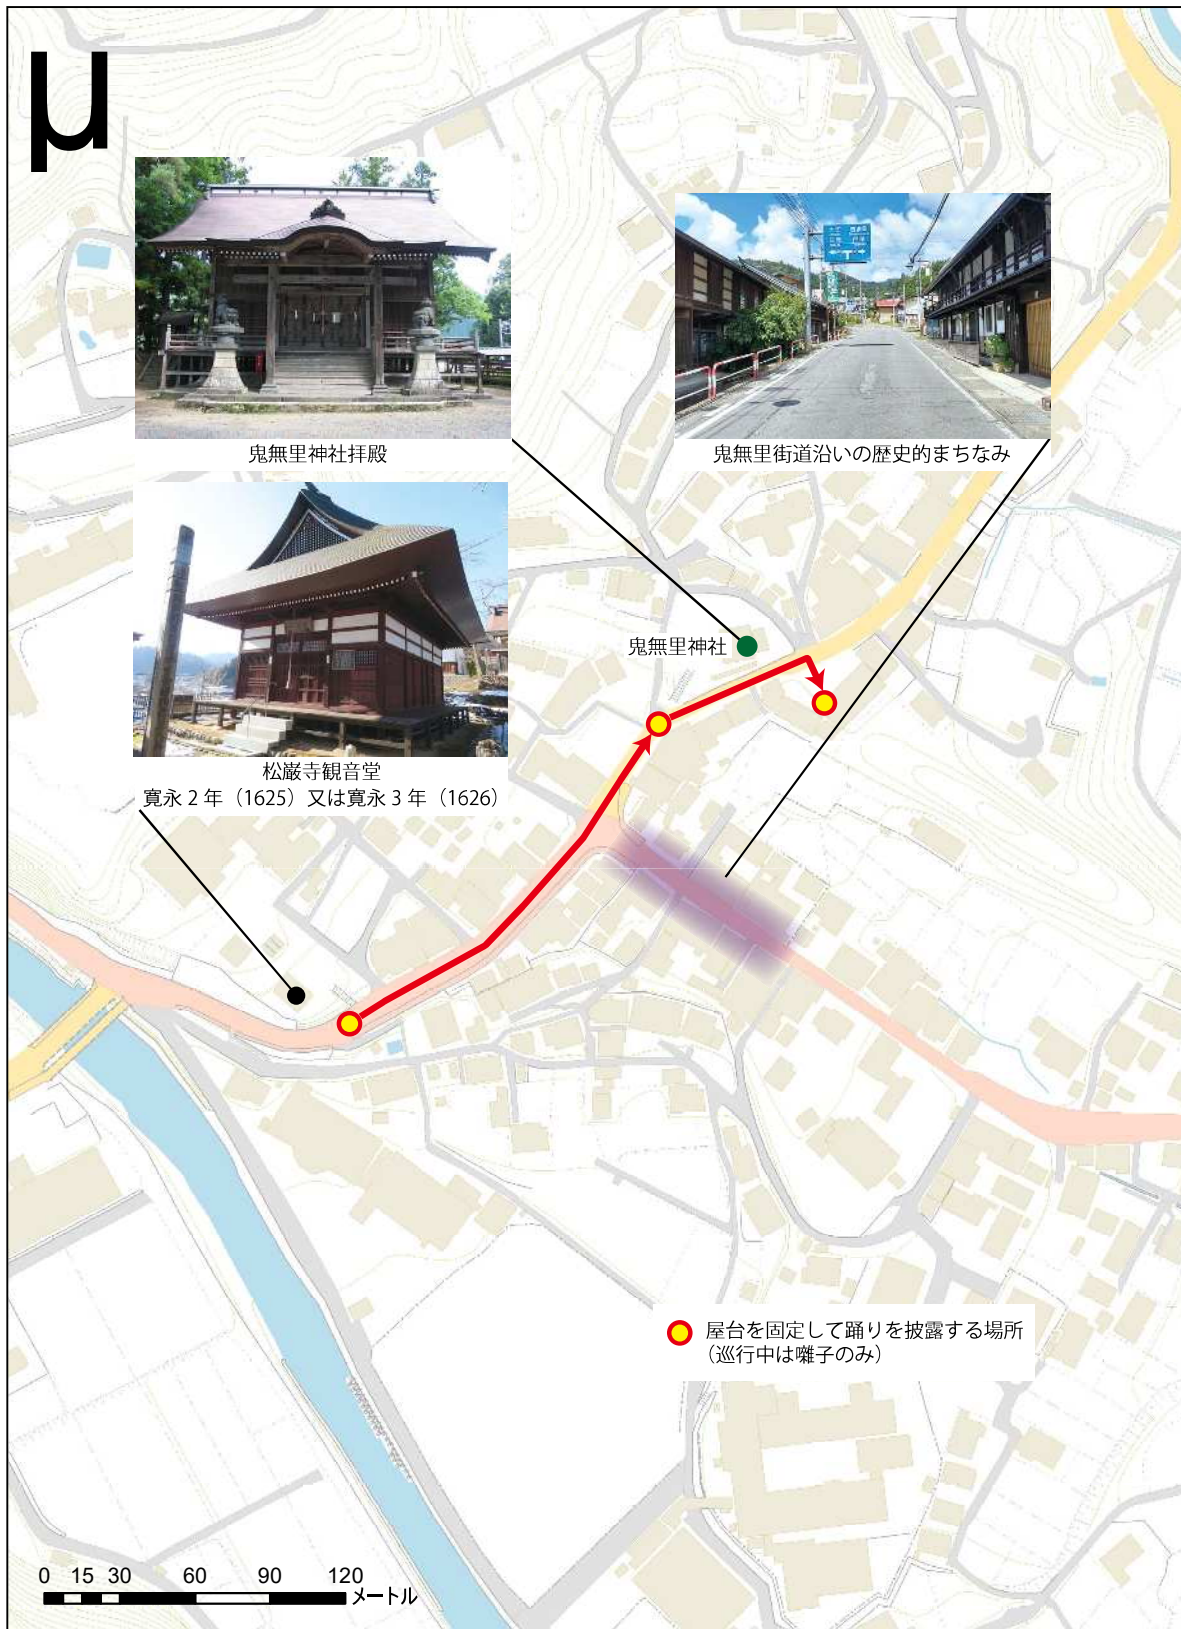 μ
鬼無里神社拝殿
鬼無里街道沿いの歴史的まちなみ
松巌寺観音堂
寛永 2 年（1625）又は寛永 3 年（1626）
鬼無里神社
屋台を固定して踊りを披露する場所
（巡行中は囃子のみ）
0 15 30 60 90 120
メートル